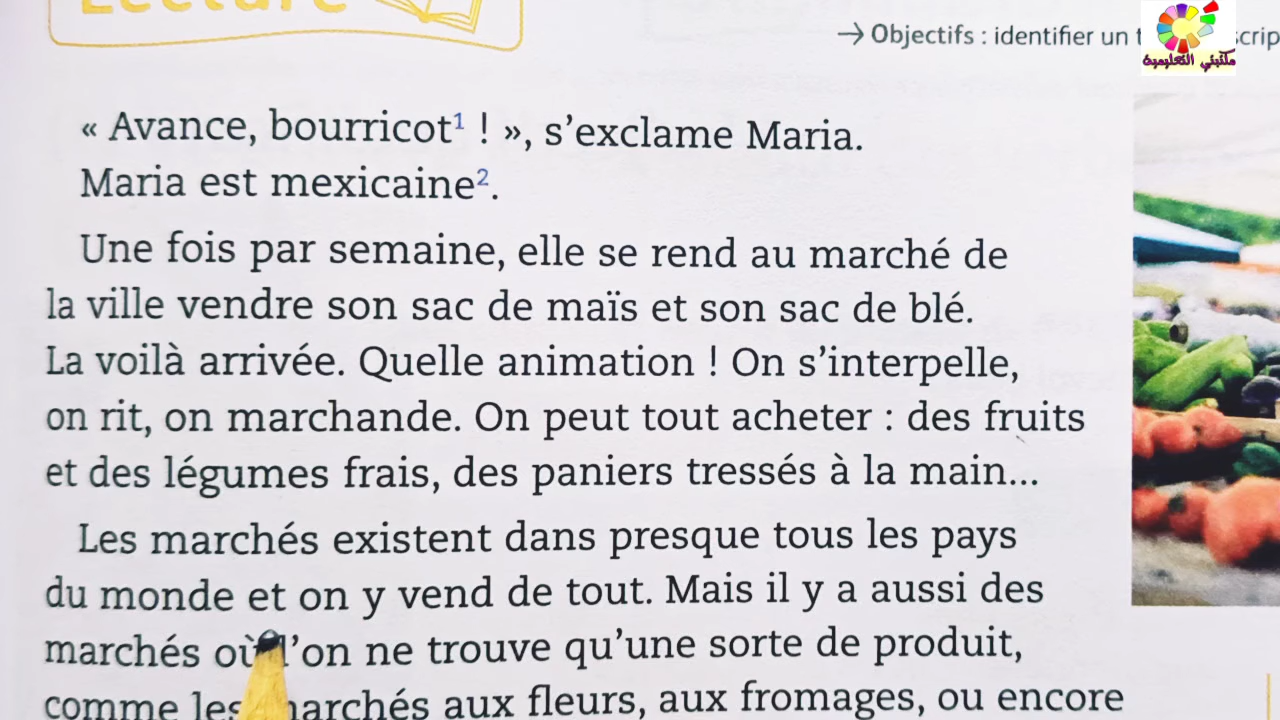 Lecture
→ Objectifs : identifier un
مكتبتي التعليمية
« Avance, bourricot¹ ! », s’exclame Maria.
Maria est mexicaine².
Une fois par semaine, elle se rend au marché de
la ville vendre son sac de maïs et son sac de blé.
La voilà arrivée. Quelle animation ! On s’interpelle,
on rit, on marchande. On peut tout acheter : des fruits
et des légumes frais, des paniers tressés à la main...
Les marchés existent dans presque tous les pays
du monde et on y vend de tout. Mais il y a aussi des
marchés où l’on ne trouve qu’une sorte de produit,
comme les marchés aux fleurs, aux fromages, ou encore